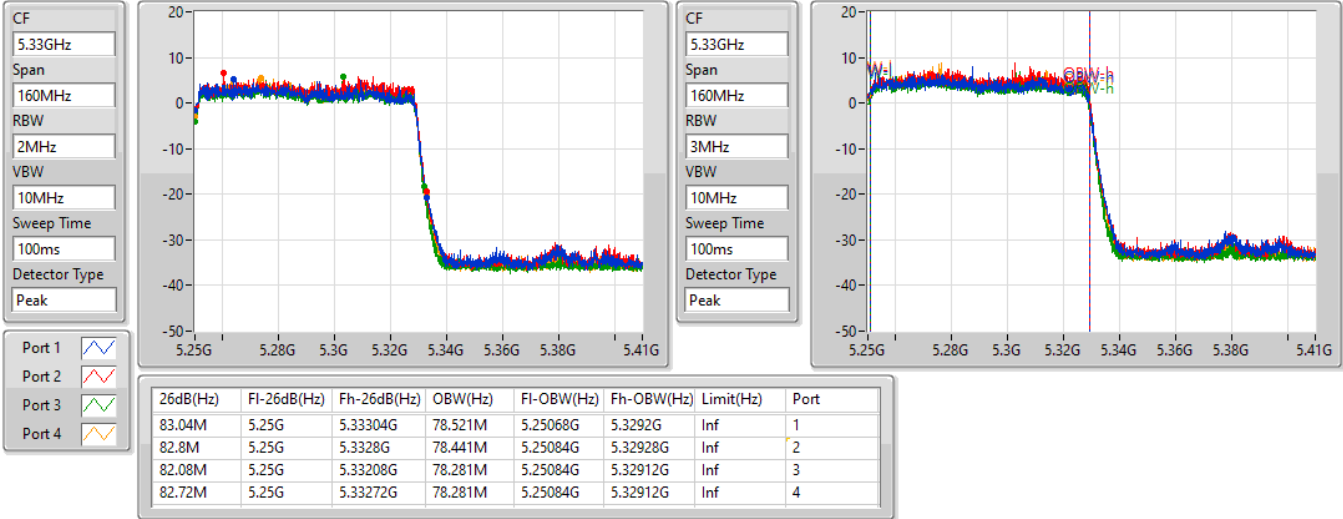 CF
5.33GHz
Span
160MHz
RBW
2MHz
VBW
10MHz
Sweep Time
100ms
Detector Type
Peak
20
10
0
-10
-20
-30
-40
-50
5.25G 5.28G 5.3G 5.32G 5.34G 5.36G 5.38G 5.41G
CF
5.33GHz
Span
160MHz
RBW
3MHz
VBW
10MHz
Sweep Time
100ms
Detector Type
Peak
20
10
0
-10
-20
-30
-40
-50
OBW-h
5.25G 5.28G 5.3G 5.32G 5.34G 5.36G 5.38G 5.41G
Port 1
Port 2
Port 3
Port 4
26dB(Hz) Fl-26dB(Hz) Fh-26dB(Hz) OBW(Hz) Fl-OBW(Hz) Fh-OBW(Hz) Limit(Hz) Port
83.04M 5.25G 5.33304G 78.521M 5.25068G 5.3292G Inf 1
82.8M 5.25G 5.3328G 78.441M 5.25084G 5.32928G Inf 2
82.08M 5.25G 5.33208G 78.281M 5.25084G 5.32912G Inf 3
82.72M 5.25G 5.33272G 78.281M 5.25084G 5.32912G Inf 4